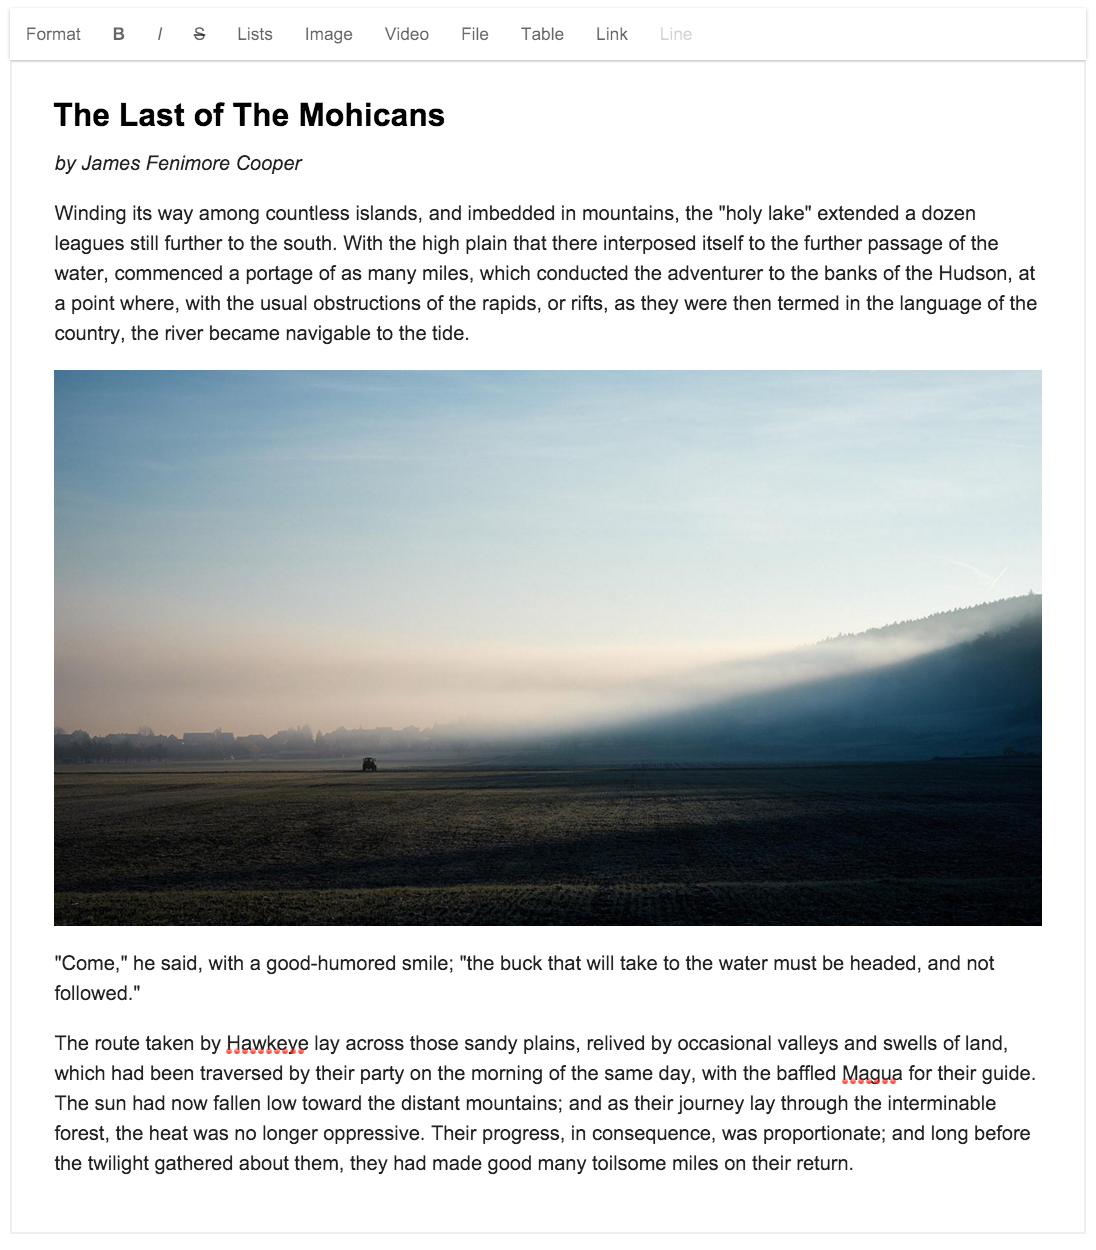 Format B I S Lists Image Video File Table Link Line
The Last of The Mohicans
by James Fenimore Cooper
Winding its way among countless islands, and imbedded in mountains, the "holy lake" extended a dozen
leagues still further to the south. With the high plain that there interposed itself to the further passage of the
water, commenced a portage of as many miles, which conducted the adventurer to the banks of the Hudson, at
a point where, with the usual obstructions of the rapids, or rifts, as they were then termed in the language of the
country, the river became navigable to the tide.
"Come," he said, with a good-humored smile; "the buck that will take to the water must be headed, and not
followed."
The route taken by Hawkeye lay across those sandy plains, relived by occasional valleys and swells of land,
which had been traversed by their party on the morning of the same day, with the baffled Magua for their guide.
The sun had now fallen low toward the distant mountains; and as their journey lay through the interminable
forest, the heat was no longer oppressive. Their progress, in consequence, was proportionate; and long before
the twilight gathered about them, they had made good many toilsome miles on their return.